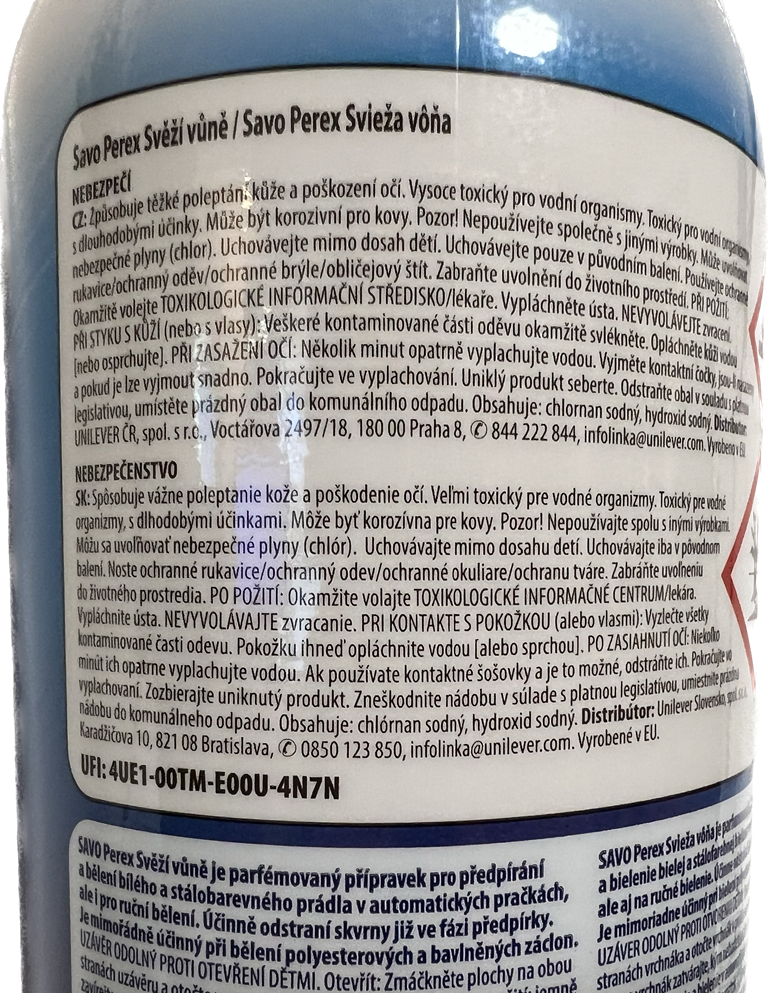 Savo Perex Svěží vůně / Savo Perex Svieža vôňa
NEBEZPEČÍ
CZ: Způsobuje těžké poleptání kůže a poškození očí. Vysoce toxický pro vodní organismy. Toxický pro vodní organismy
s dlouhodobými účinky. Může být korozivní pro kovy. Pozor! Nepoužívejte společně s jinými výrobky. Může uvolňovat
nebezpečné plyny (chlor). Uchovávejte mimo dosah dětí. Uchovávejte pouze v původním balení. Používejte ochranné
rukavice/ochranný oděv/ochranné brýle/obličejový štít. Zabraňte uvolnění do životního prostředí. PŘI POŽITÍ:
Okamžitě volejte TOXIKOLOGICKÉ INFORMAČNÍ STŘEDISKO/lékaře. Vypláchněte ústa. NEVYVOLÁVEJTE zvracení.
PŘI STYKU S KŮŽÍ (nebo s vlasy): Veškeré kontaminované části oděvu okamžitě svlékněte. Opláchněte kůži vodou
[nebo osprchujte]. PŘI ZASAŽENÍ OČÍ: Několik minut opatrně vyplachujte vodou. Vyjměte kontaktní čočky, jsou-li nasazeny
a pokud je lze vyjmout snadno. Pokračujte ve vyplachování. Uniklý produkt seberte. Odstraňte obal v souladu s platnou
legislativou, umístěte prázdný obal do komunálního odpadu. Obsahuje: chlornan sodný, hydroxid sodný. Distributor:
UNILEVER ČR, spol. s r.o., Voctářova 2497/18, 180 00 Praha 8, ✆ 844 222 844, infolinka@unilever.com. Vyrobeno v EU.
NEBEZPEČENSTVO
SK: Spôsobuje vážne poleptanie kože a poškodenie očí. Veľmi toxický pre vodné organizmy. Toxický pre vodné
organizmy, s dlhodobými účinkami. Môže byť korozívna pre kovy. Pozor! Nepoužívajte spolu s inými výrobkami.
Môžu sa uvoľňovať nebezpečné plyny (chlór). Uchovávajte mimo dosahu detí. Uchovávajte iba v pôvodnom
balení. Noste ochranné rukavice/ochranný odev/ochranné okuliare/ochranu tváre. Zabráňte uvoľneniu
do životného prostredia. PO POŽITÍ: Okamžite volajte TOXIKOLOGICKÉ INFORMAČNÉ CENTRUM/lekára.
Vypláchnite ústa. NEVYVOLÁVAJTE zvracanie. PRI KONTAKTE S POKOŽKOU (alebo vlasmi): Vyzlečte všetky
kontaminované časti odevu. Pokožku ihneď opláchnite vodou [alebo sprchou]. PO ZASIAHNUTÍ OČÍ: Niekoľko
minút ich opatrne vyplachujte vodou. Ak používate kontaktné šošovky a je to možné, odstráňte ich. Pokračujte vo
vyplachovaní. Zozbierajte uniknutý produkt. Zneškodnite nádobu v súlade s platnou legislatívou, umiestnite prázdnu
nádobu do komunálneho odpadu. Obsahuje: chlórnan sodný, hydroxid sodný. Distribútor: Unilever Slovensko, spol. s r.o.
Karadžičova 10, 821 08 Bratislava, ✆ 0850 123 850, infolinka@unilever.com. Vyrobené v EU.
UFI: 4UE1-00TM-E00U-4N7N
SAVO Perex Svěží vůně je parfémovaný přípravek pro předpírání
a bělení bílého a stálobarevného prádla v automatických pračkách,
ale i pro ruční bělení. Účinně odstraní skvrny již ve fázi předpírky.
Je mimořádně účinný při bělení polyesterových a bavlněných záclon.
UZÁVĚR ODOLNÝ PROTI OTEVŘENÍ DĚTMI. Otevřít: Zmáčkněte plochy na obou
stranách uzávěru a otočte
SAVO Perex Svieža vôňa je
a bielenie bielej a stálofarebnej
ale aj na ručné bielenie. Účinne
Je mimoriadne účinný pri bielení
UZÁVER ODOLNÝ PROTI
stranách vrchnáka a otočte